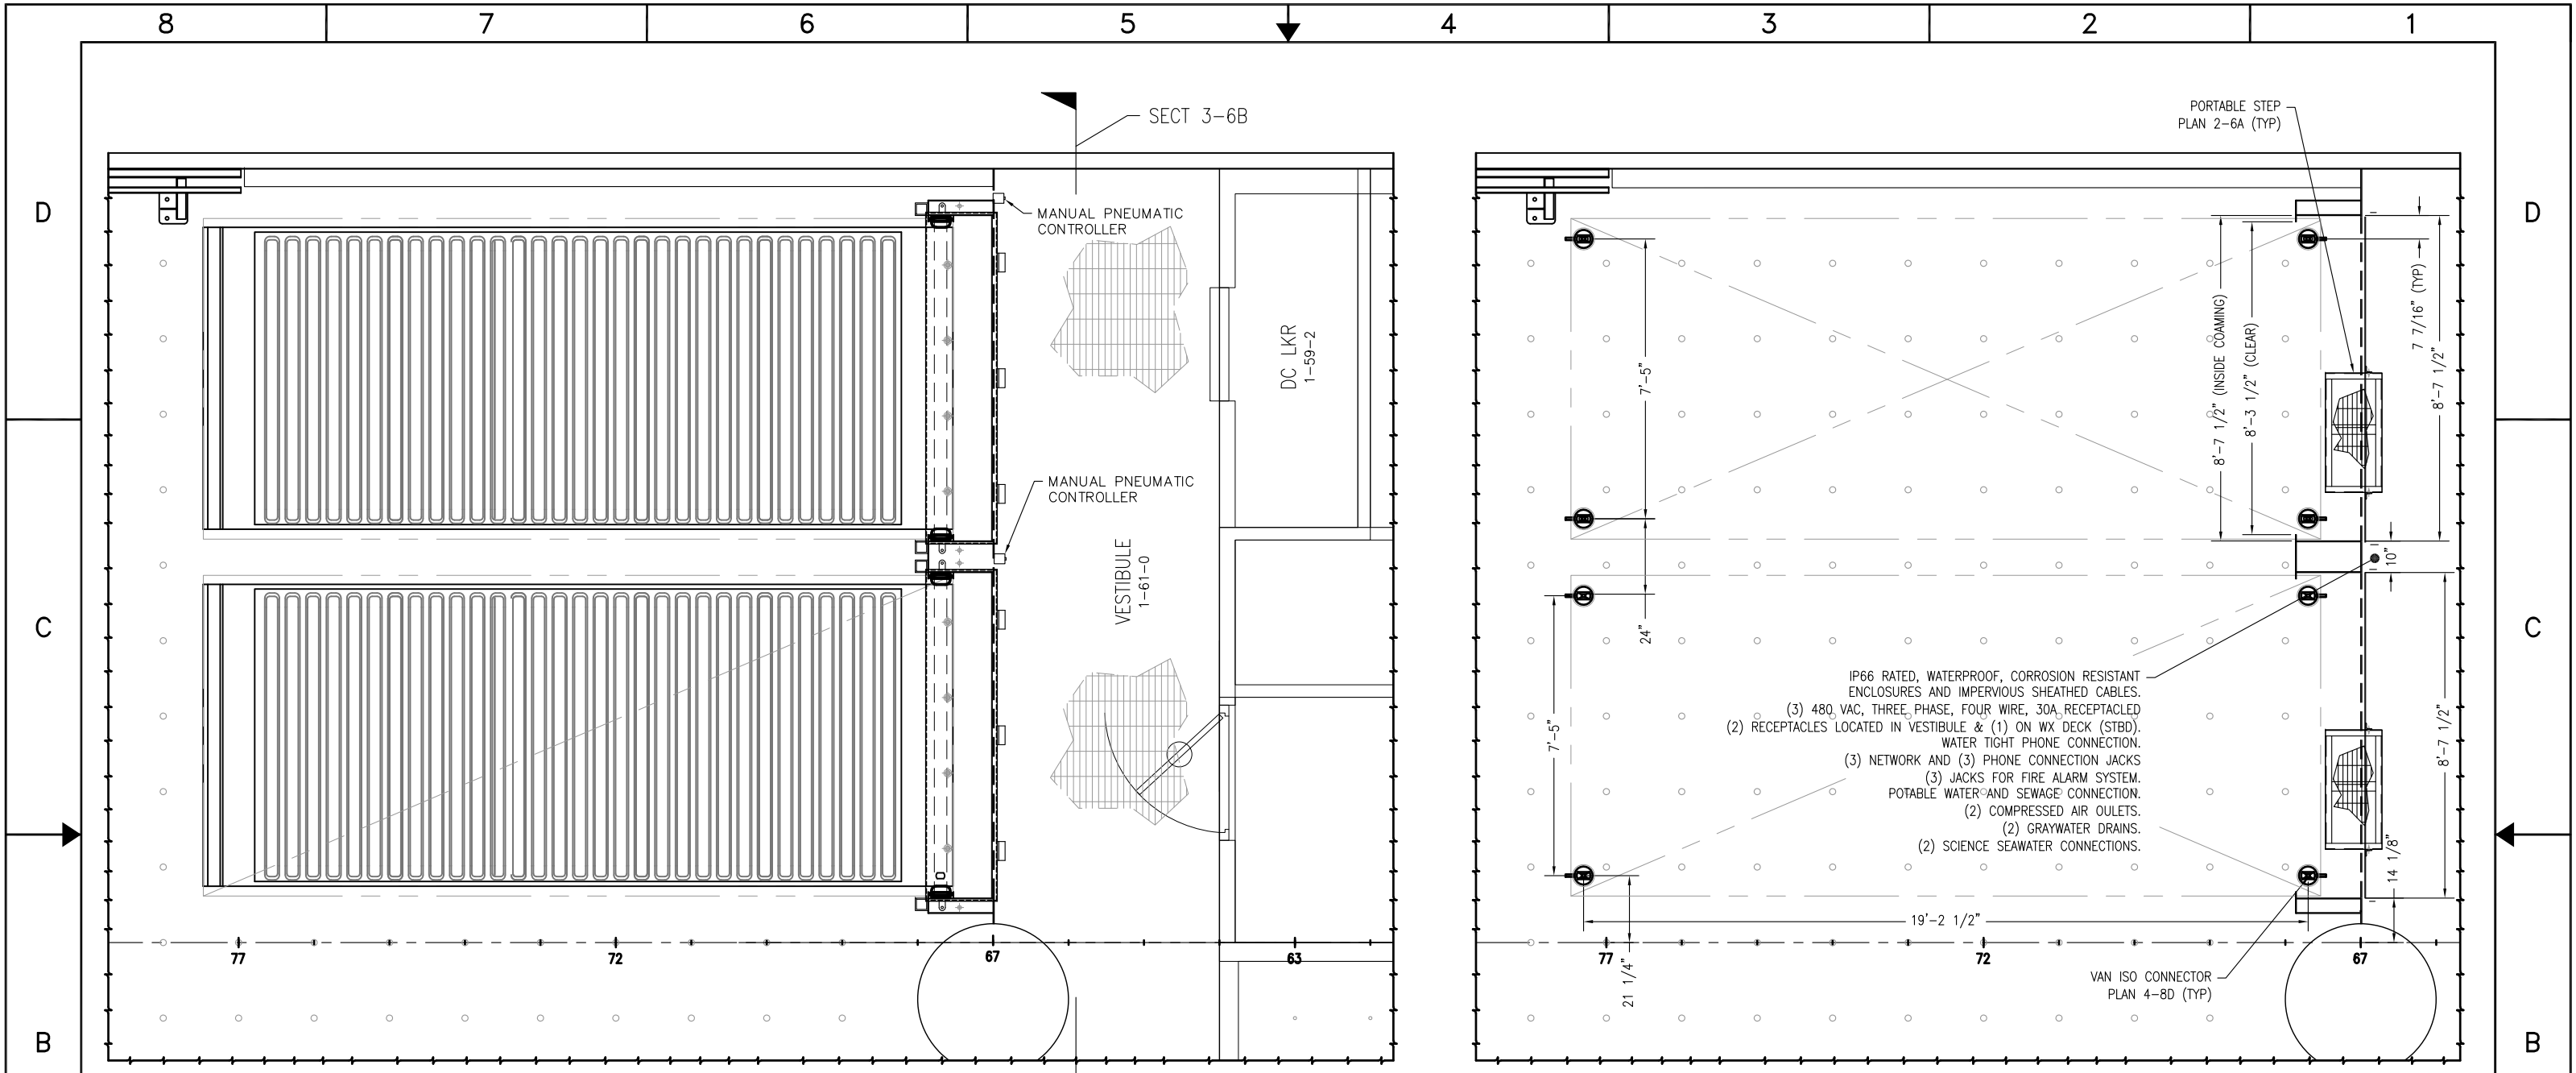 8 7 6 5 4 3 2 1
D
C
B
D
C
B
SECT 3-6B
MANUAL PNEUMATIC
CONTROLLER
MANUAL PNEUMATIC
CONTROLLER
DC LKR
1-59-2
VESTIBULE
1-61-0
77 72 67 63
PORTABLE STEP
PLAN 2-6A (TYP)
7'-5"
24"
7'-5"
21 1/4"
19'-2 1/2"
8'-7 1/2" (INSIDE COAMING)
8'-3 1/2" (CLEAR)
7 7/16" (TYP)
8'-7 1/2"
10"
8'-7 1/2"
14 1/8"
IP66 RATED, WATERPROOF, CORROSION RESISTANT
ENCLOSURES AND IMPERVIOUS SHEATHED CABLES.
(3) 480 VAC, THREE PHASE, FOUR WIRE, 30A RECEPTACLED
(2) RECEPTACLES LOCATED IN VESTIBULE & (1) ON WX DECK (STBD).
WATER TIGHT PHONE CONNECTION.
(3) NETWORK AND (3) PHONE CONNECTION JACKS
(3) JACKS FOR FIRE ALARM SYSTEM.
POTABLE WATER AND SEWAGE CONNECTION.
(2) COMPRESSED AIR OULETS.
(2) GRAYWATER DRAINS.
(2) SCIENCE SEAWATER CONNECTIONS.
77 72 67
VAN ISO CONNECTOR
PLAN 4-8D (TYP)